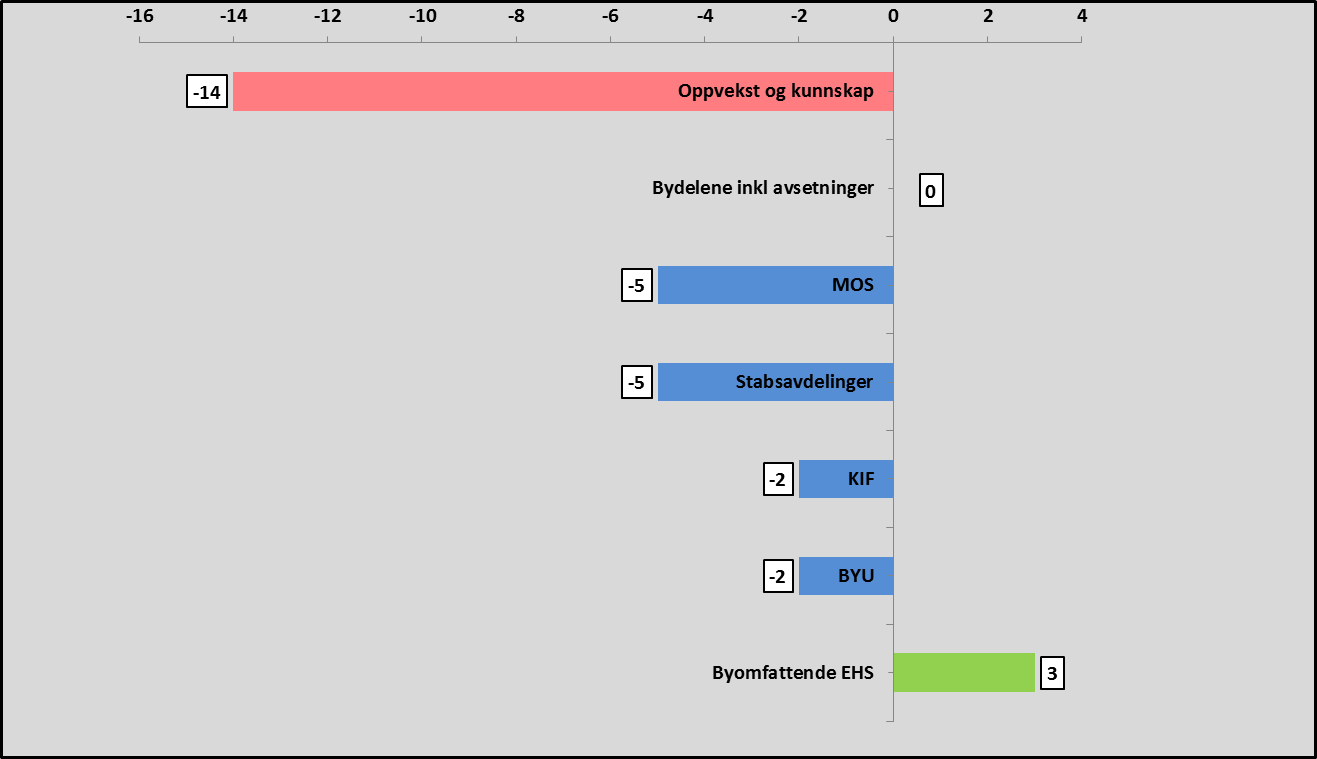 -16 -14 -12 -10 -8 -6 -4 -2 0 2 4
-14 Oppvekst og kunnskap
Bydelene inkl avsetninger 0
-5 MOS
-5 Stabsavdelinger
-2 KIF
-2 BYU
Byomfattende EHS 3